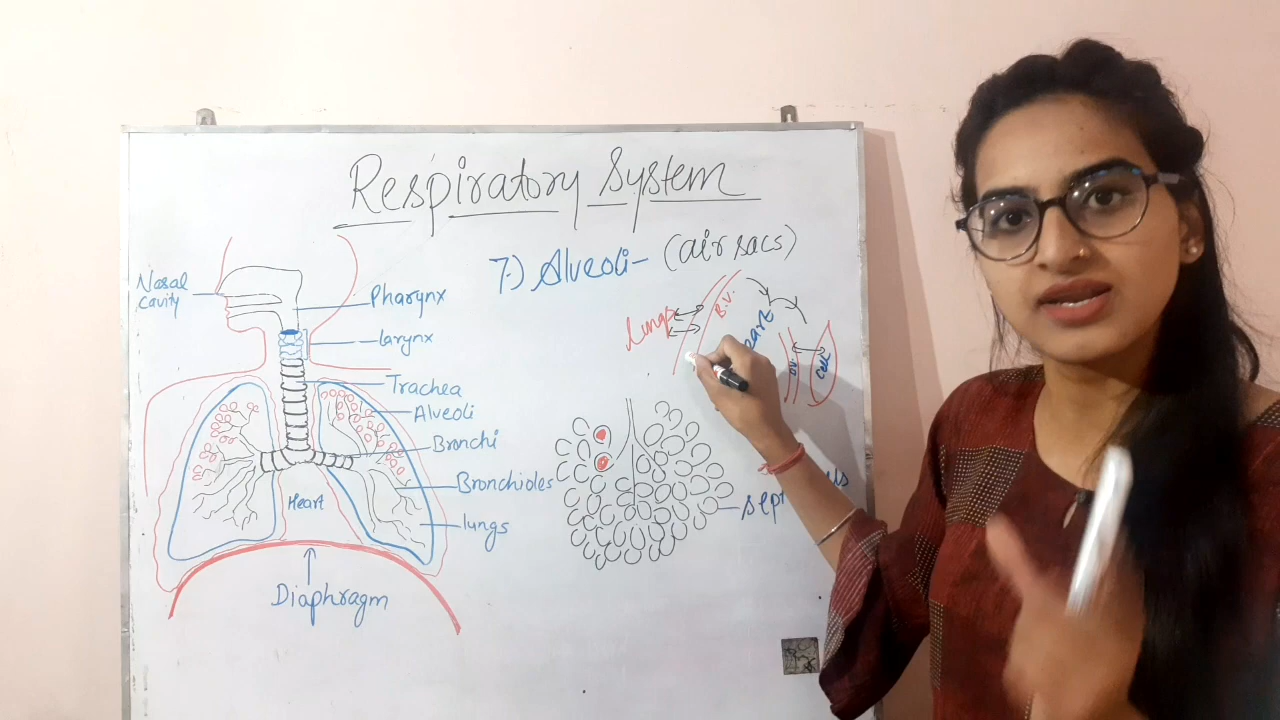 Respiratory System
7.) Alveoli- (air sacs)
Nasal cavity
Pharynx
larynx
Trachea
Alveoli
Bronchi
Bronchioles
lungs
Heart
Diaphragm
lungs
B.V.
B.V.
Cell